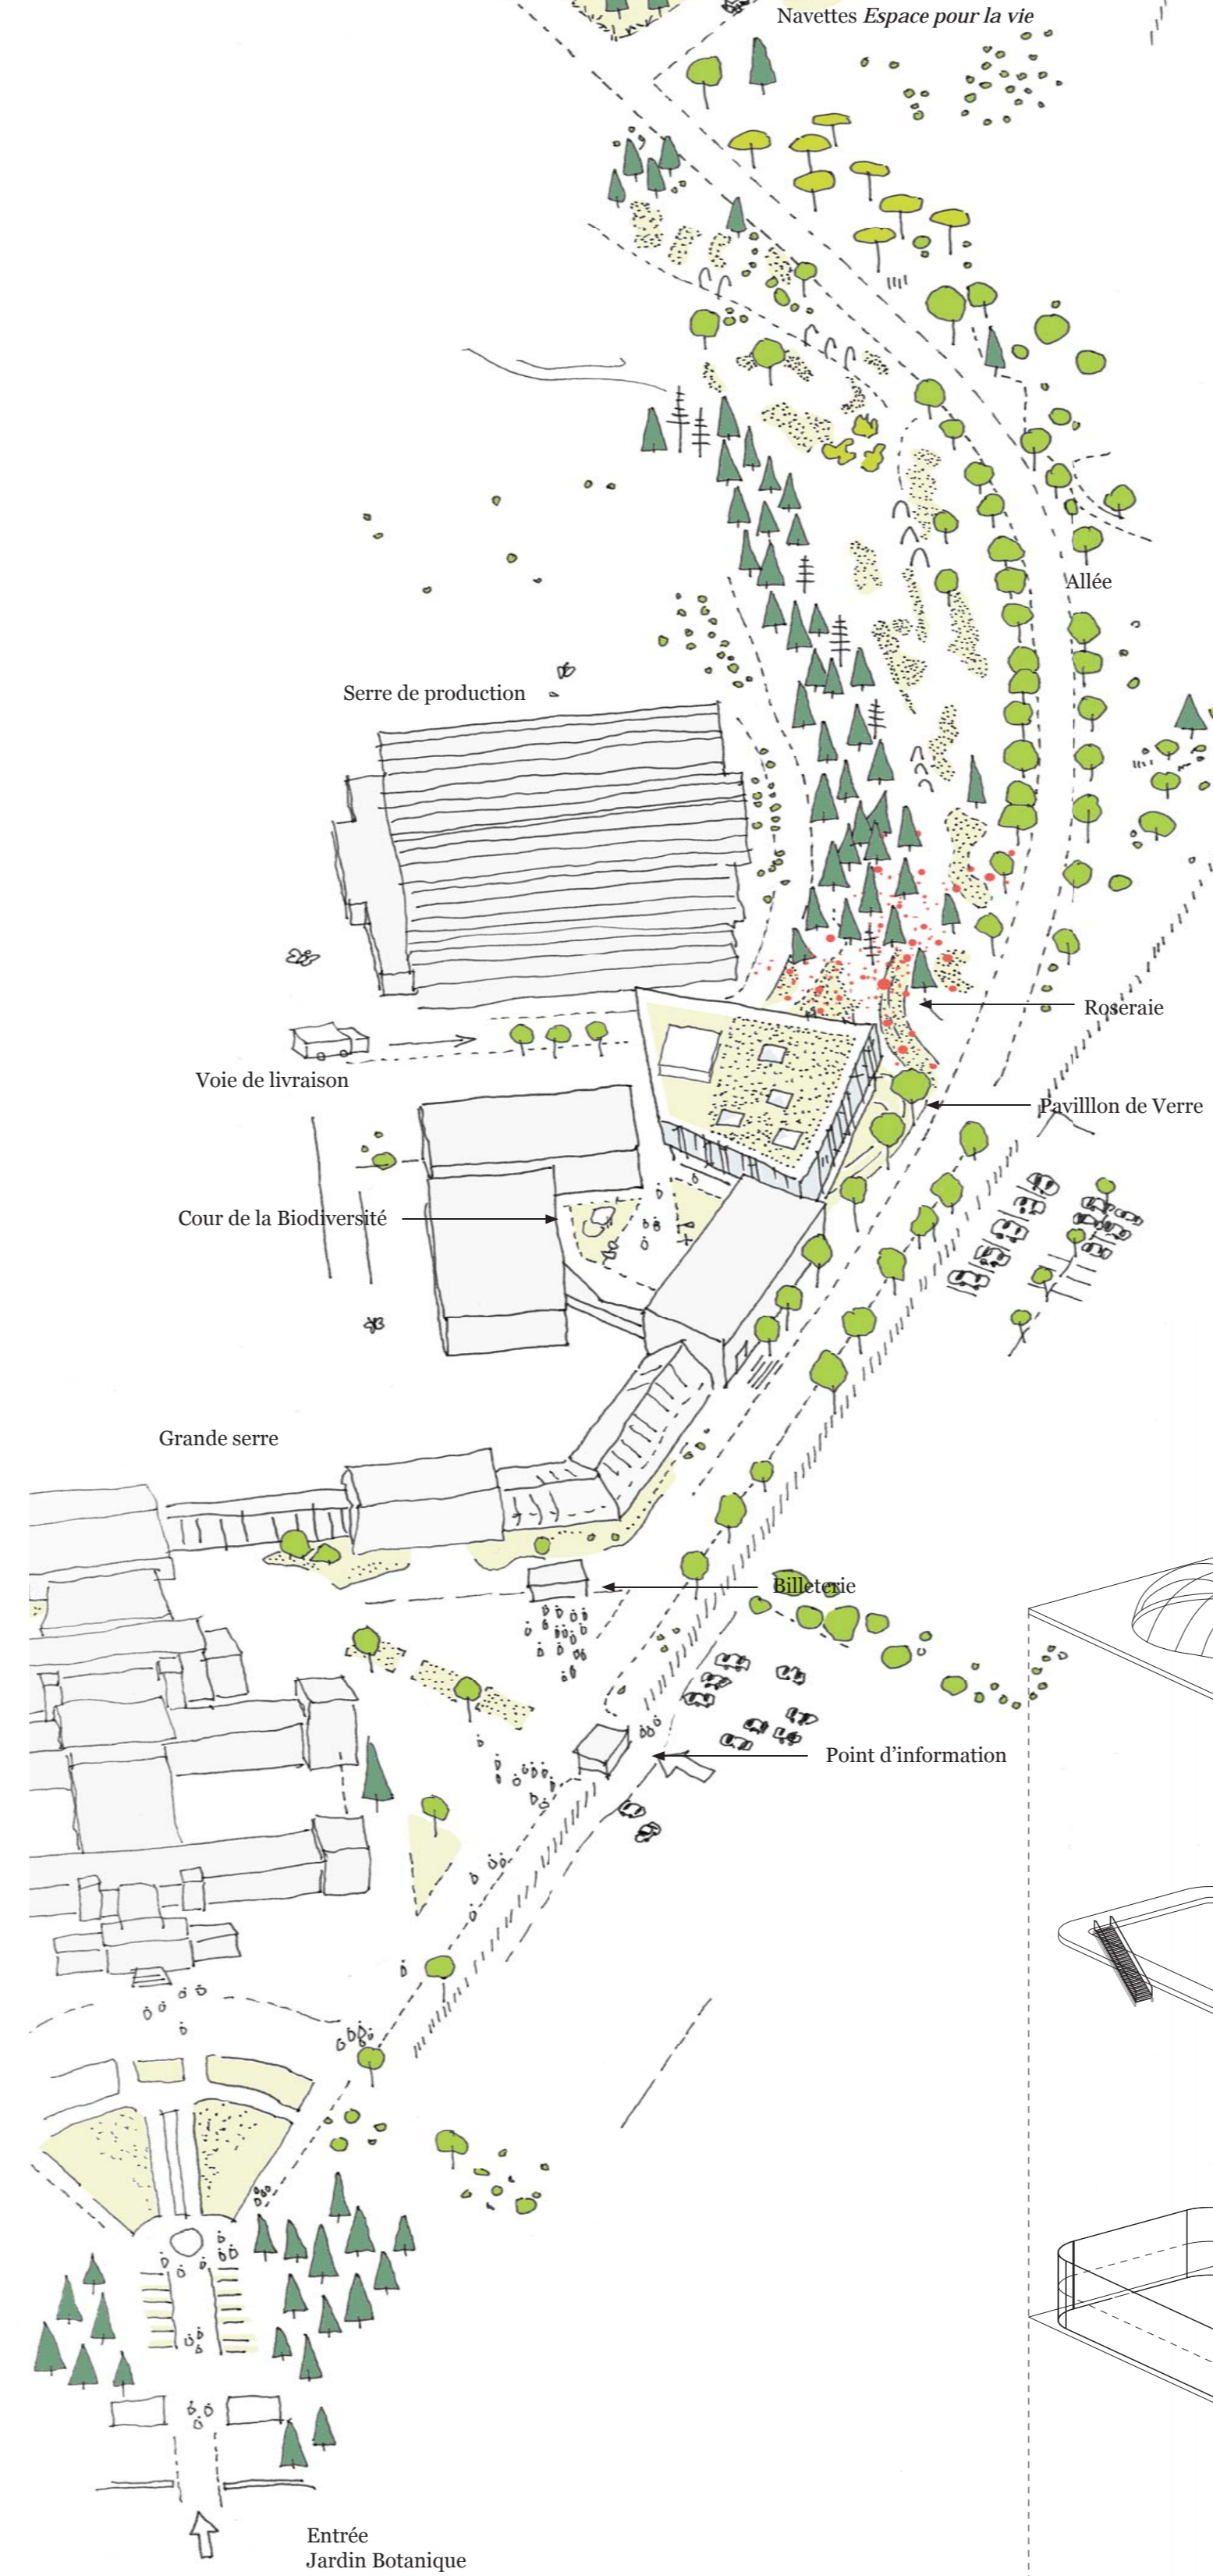 Navettes Espace pour la vie
Allée
Serre de production
Roseraie
Voie de livraison
Pavilllon de Verre
Cour de la Biodiversité
Grande serre
Billeterie
Point d’information
Entrée
Jardin Botanique